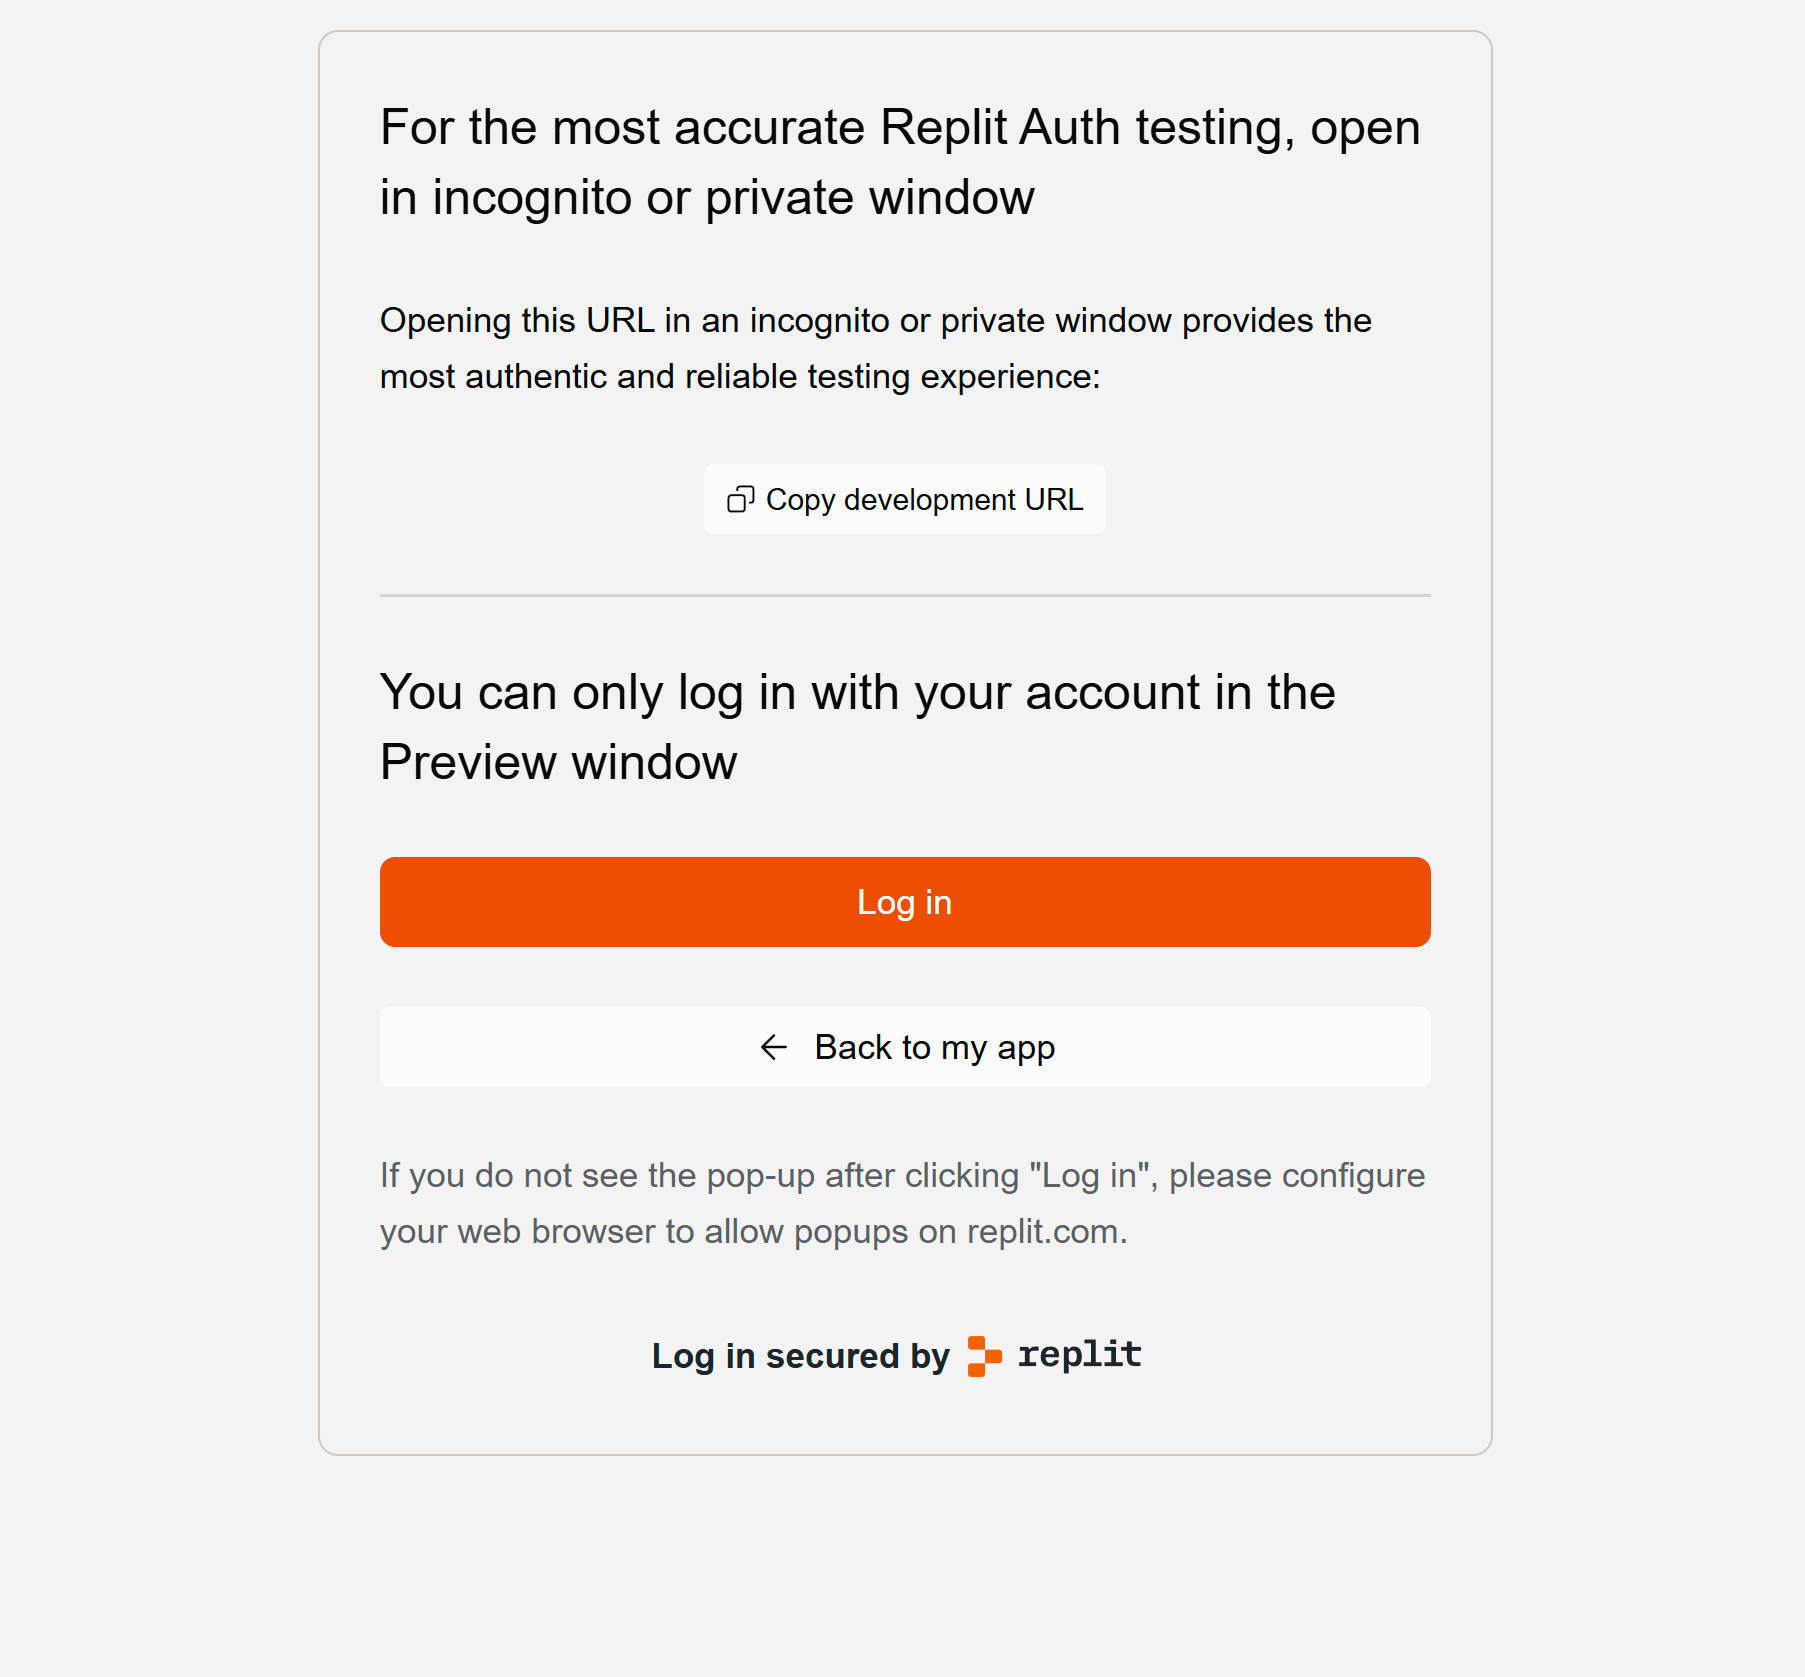 For the most accurate Replit Auth testing, open
in incognito or private window
Opening this URL in an incognito or private window provides the
most authentic and reliable testing experience:
Copy development URL
You can only log in with your account in the
Preview window
Log in
Back to my app
If you do not see the pop-up after clicking "Log in", please configure
your web browser to allow popups on replit.com.
Log in secured by replit